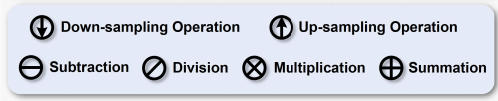 Down-sampling Operation Up-sampling Operation
Subtraction Division Multiplication Summation